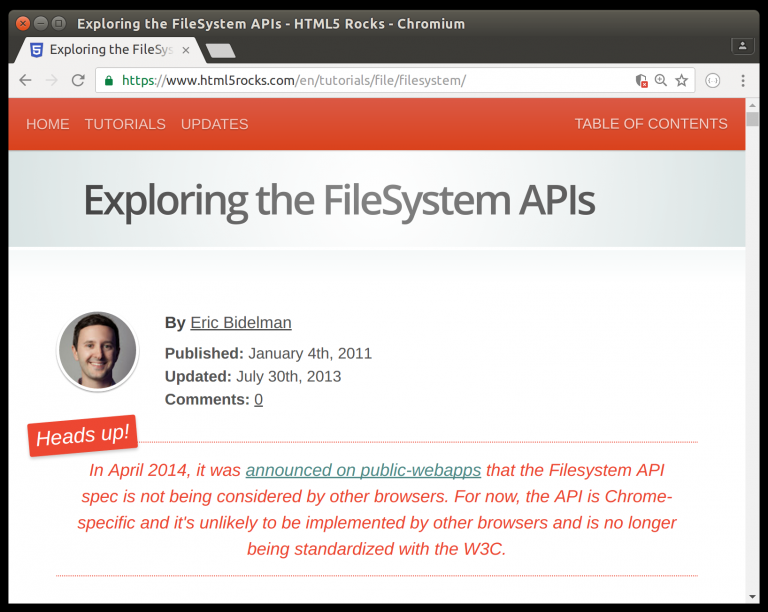 Exploring the FileSystem APIs - HTML5 Rocks - Chromium
Exploring the FileSys
https://www.html5rocks.com/en/tutorials/file/filesystem/
HOME TUTORIALS UPDATES TABLE OF CONTENTS
Exploring the FileSystem APIs
By Eric Bidelman
Published: January 4th, 2011
Updated: July 30th, 2013
Comments: 0
Heads up!
In April 2014, it was announced on public-webapps that the Filesystem API
spec is not being considered by other browsers. For now, the API is Chrome-
specific and it's unlikely to be implemented by other browsers and is no longer
being standardized with the W3C.